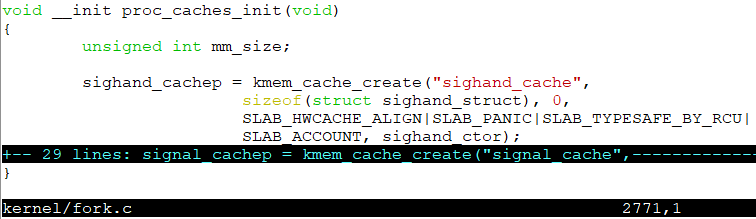 void __init proc_caches_init(void)
{
        unsigned int mm_size;

        sighand_cachep = kmem_cache_create("sighand_cache",
                        sizeof(struct sighand_struct), 0,
                        SLAB_HWCACHE_ALIGN|SLAB_PANIC|SLAB_TYPESAFE_BY_RCU|
                        SLAB_ACCOUNT, sighand_ctor);
+-- 29 lines: signal_cachep = kmem_cache_create("signal_cache",-------------
}
kernel/fork.c 2771,1